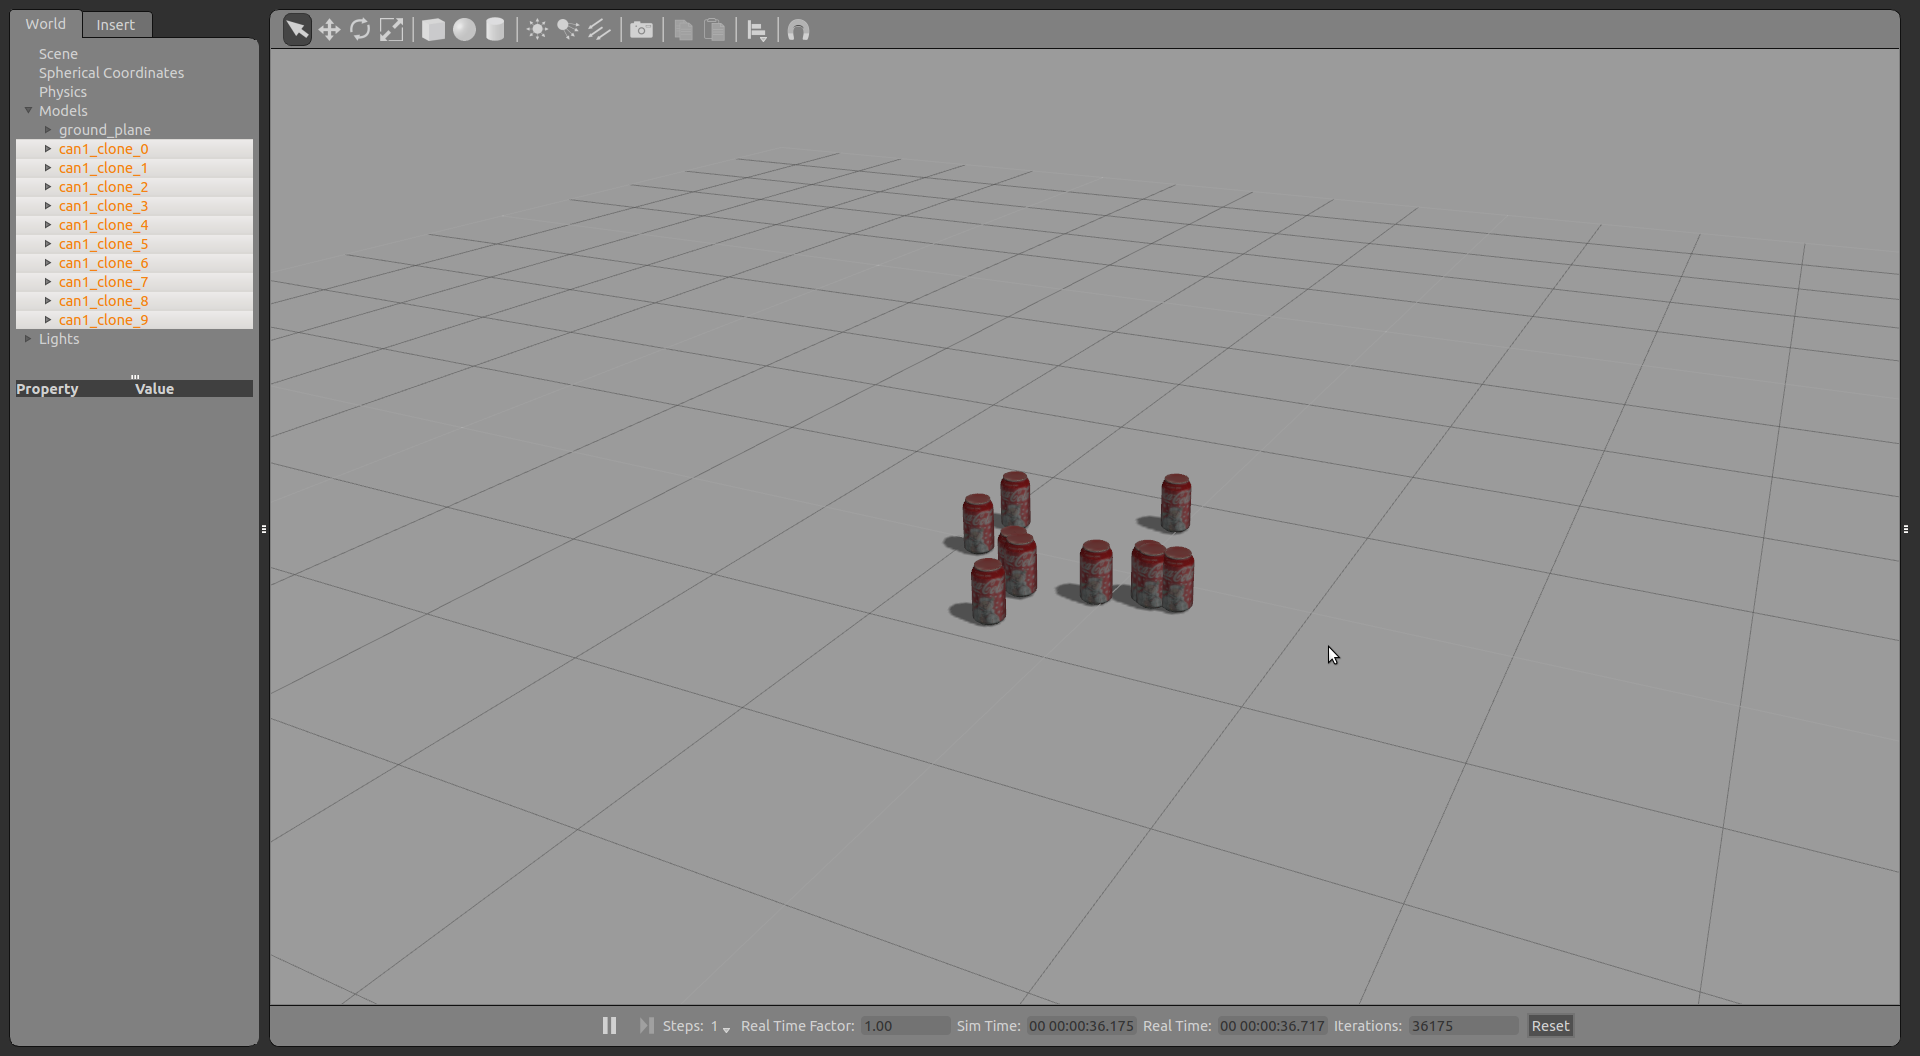 World Insert
Scene
Spherical Coordinates
Physics
Models
ground_plane
can1_clone_0
can1_clone_1
can1_clone_2
can1_clone_3
can1_clone_4
can1_clone_5
can1_clone_6
can1_clone_7
can1_clone_8
can1_clone_9
Lights
Property Value
Steps: 1 Real Time Factor: 1.00 Sim Time: 00 00:00:36.175 Real Time: 00 00:00:36.717 Iterations: 36175 Reset